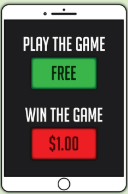 PLAY THE GAME
FREE
WIN THE GAME
$1.00